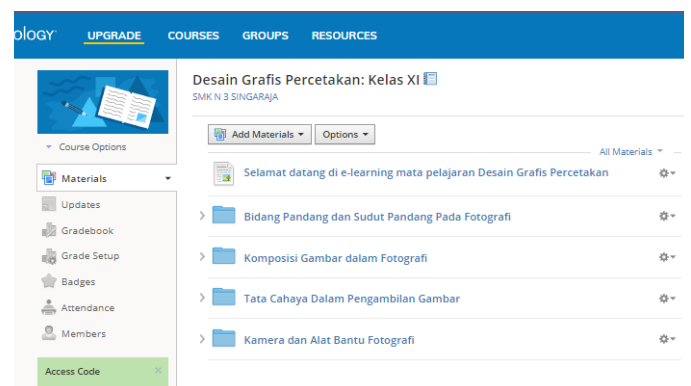 ology UPGRADE COURSES GROUPS RESOURCES
Desain Grafis Percetakan: Kelas XI
SMK N 3 SINGARAJA
Course Options
Materials
Updates
Gradebook
Grade Setup
Badges
Attendance
Members
Access Code
Add Materials Options
All Materials
Selamat datang di e-learning mata pelajaran Desain Grafis Percetakan
Bidang Pandang dan Sudut Pandang Pada Fotografi
Komposisi Gambar dalam Fotografi
Tata Cahaya Dalam Pengambilan Gambar
Kamera dan Alat Bantu Fotografi